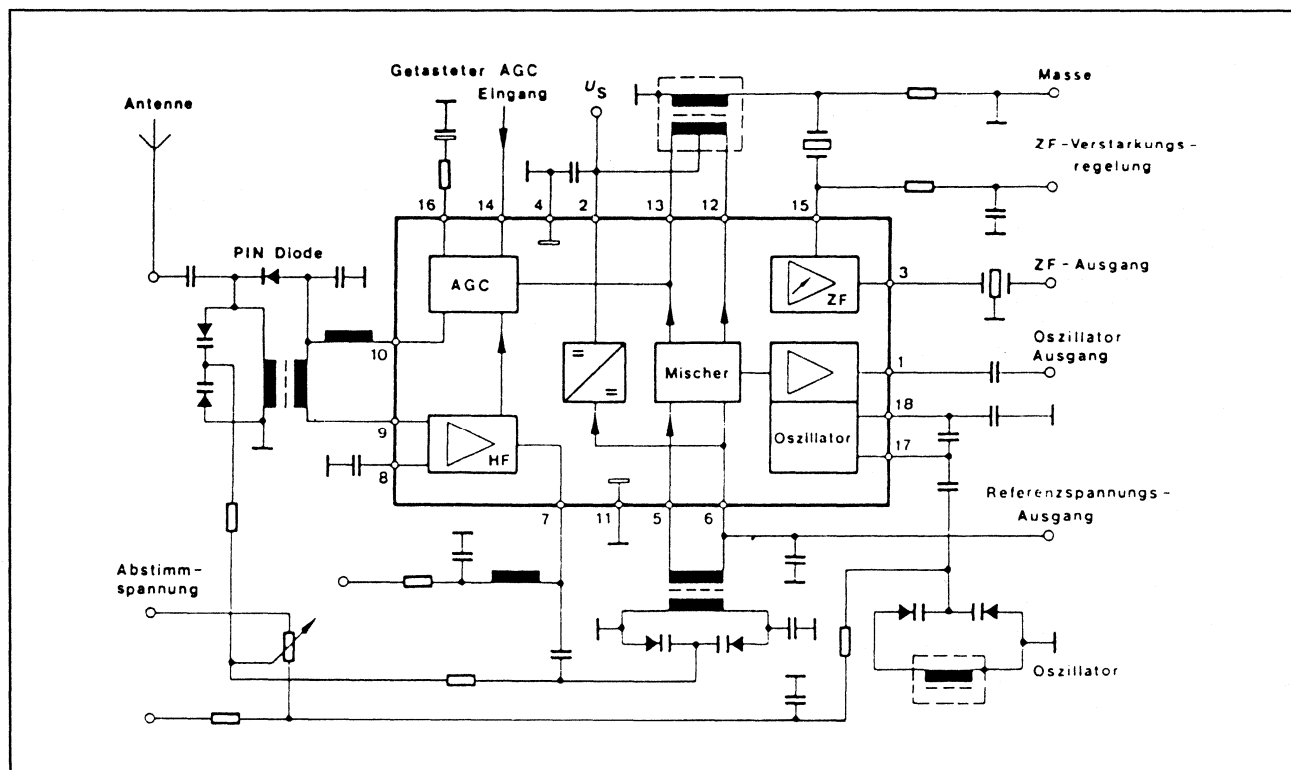 Getasteter AGC
Eingang
Antenne
U_S
Masse
ZF-Verstarkungs-
regelung
16
14
4
2
13
12
15
PIN Diode
AGC
ZF
3
ZF-Ausgang
10
=
=
Mischer
1
Oszillator
Ausgang
18
Oszillator
17
9
HF
8
7
11
5
6
Referenzspannungs-
Ausgang
Abstimm-
spannung
Oszillator